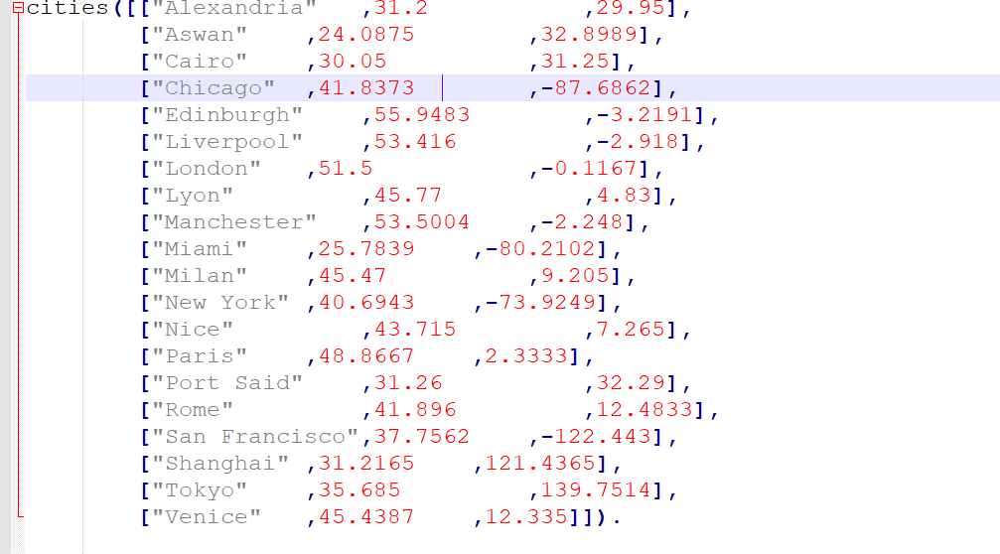 cities([["Alexandria"	,31.2		,29.95],
["Aswan"	,24.0875		,32.8989],
["Cairo"	,30.05		,31.25],
["Chicago"	,41.8373		,-87.6862],
["Edinburgh"	,55.9483		,-3.2191],
["Liverpool"	,53.416		,-2.918],
["London"	,51.5		,-0.1167],
["Lyon"		,45.77		,4.83],
["Manchester"	,53.5004	,-2.248],
["Miami"	,25.7839	,-80.2102],
["Milan"	,45.47		,9.205],
["New York"	,40.6943	,-73.9249],
["Nice"		,43.715		,7.265],
["Paris"	,48.8667	,2.3333],
["Port Said"	,31.26		,32.29],
["Rome"		,41.896		,12.4833],
["San Francisco",37.7562	,-122.443],
["Shanghai"	,31.2165	,121.4365],
["Tokyo"	,35.685		,139.7514],
["Venice"	,45.4387	,12.335]]).